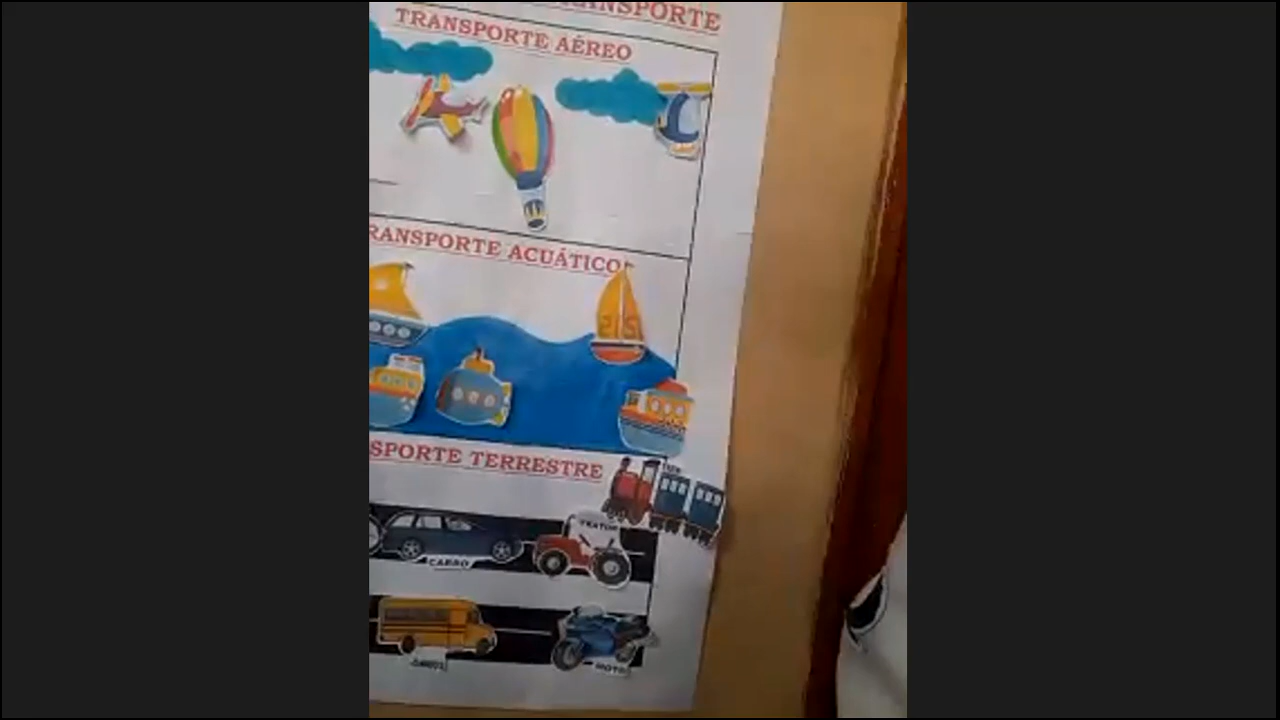 TRANSPORTE
TRANSPORTE AÉREO
RANSPORTE ACUÁTICO
SPORTE TERRESTRE
TRATOR
CARRO
MOTO